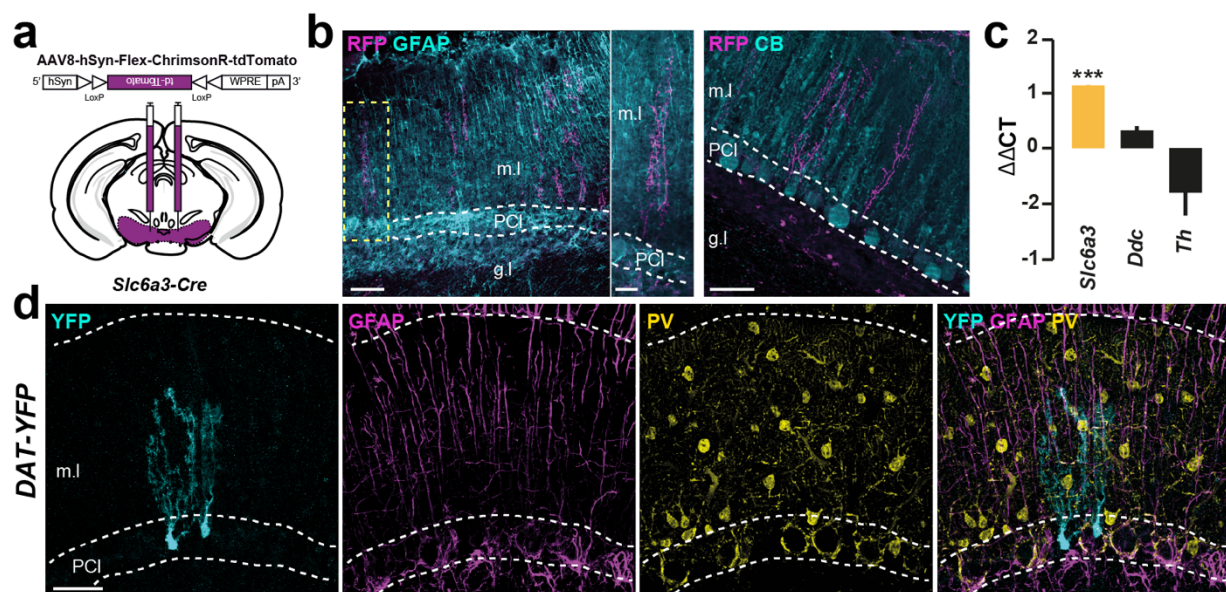 a
AAV8-hSyn-Flex-ChrimsonR-tdTomato
5' hSyn td-TOmato WPRE pA 3'
LoxP LoxP
Slc6a3-Cre
b
RFP GFAP
m.l
PCl
g.l
m.l
PCl
RFP CB
m.l
PCl
g.l
c
ΔΔCT
2
1
0
-2
-1
***
Slc6a3
Ddc
Th
d
DAT-YFP
YFP
m.l
PCl
GFAP
PV
YFP GFAP PV